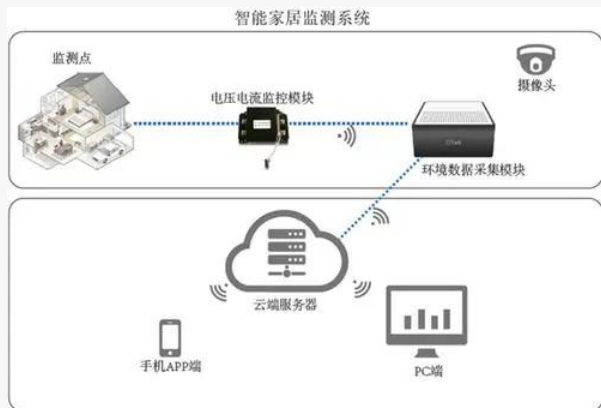 智能家居监测系统
监测点
摄像头
电压电流监控模块
环境数据采集模块
云端服务器
手机APP端
PC端